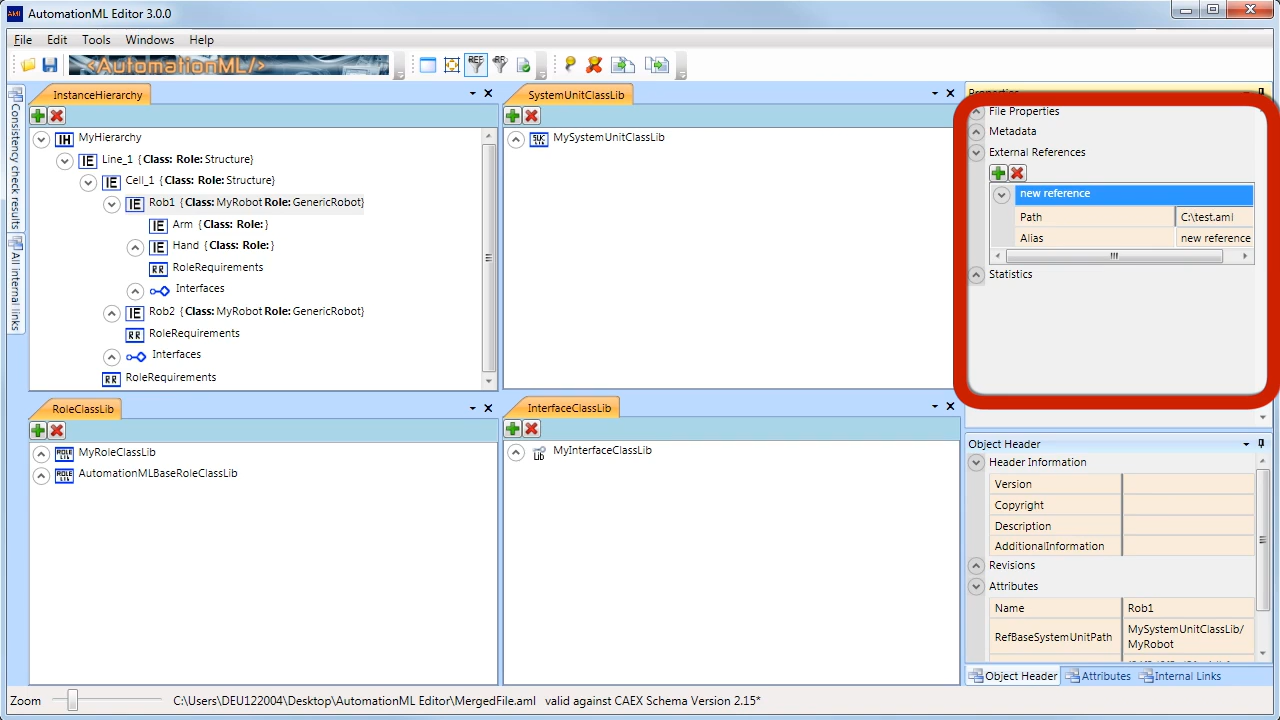 AutomationML Editor 3.0.0
File Edit Tools Windows Help
<AutomationML/>
Consistency check results
All internal links
InstanceHierarchy
MyHierarchy
Line_1 {Class: Role: Structure}
Cell_1 {Class: Role: Structure}
Rob1 {Class: MyRobot Role: GenericRobot}
Arm {Class: Role: }
Hand {Class: Role: }
RoleRequirements
Interfaces
Rob2 {Class: MyRobot Role: GenericRobot}
RoleRequirements
Interfaces
RoleRequirements
SystemUnitClassLib
MySystemUnitClassLib
RoleClassLib
MyRoleClassLib
AutomationMLBaseRoleClassLib
InterfaceClassLib
MyInterfaceClassLib
Properties
File Properties
Metadata
External References
new reference
Path C:\test.aml
Alias new reference
Statistics
Object Header
Header Information
Version
Copyright
Description
AdditionalInformation
Revisions
Attributes
Name Rob1
RefBaseSystemUnitPath MySystemUnitClassLib/
MyRobot
Object Header Attributes Internal Links
Zoom C:\Users\DEU122004\Desktop\AutomationML Editor\MergedFile.aml valid against CAEX Schema Version 2.15*